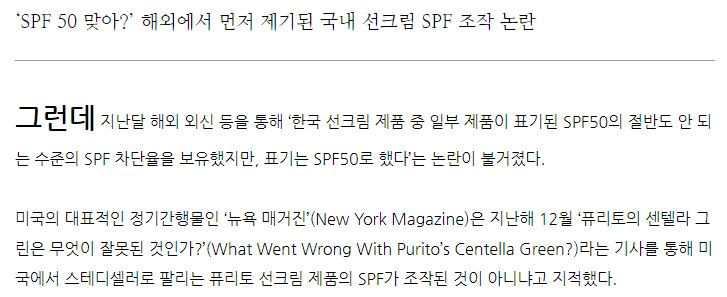 ‘SPF 50 맞아?’ 해외에서 먼저 제기된 국내 선크림 SPF 조작 논란
그런데 지난달 해외 외신 등을 통해 ‘한국 선크림 제품 중 일부 제품이 표기된 SPF50의 절반도 안 되
는 수준의 SPF 차단율을 보유했지만, 표기는 SPF50로 했다’는 논란이 불거졌다.
미국의 대표적인 정기간행물인 ‘뉴욕 매거진’(New York Magazine)은 지난해 12월 ‘퓨리토의 센텔라 그
린은 무엇이 잘못된 것인가?’(What Went Wrong With Purito’s Centella Green?)라는 기사를 통해 미
국에서 스테디셀러로 팔리는 퓨리토 선크림 제품의 SPF가 조작된 것이 아니냐고 지적했다.